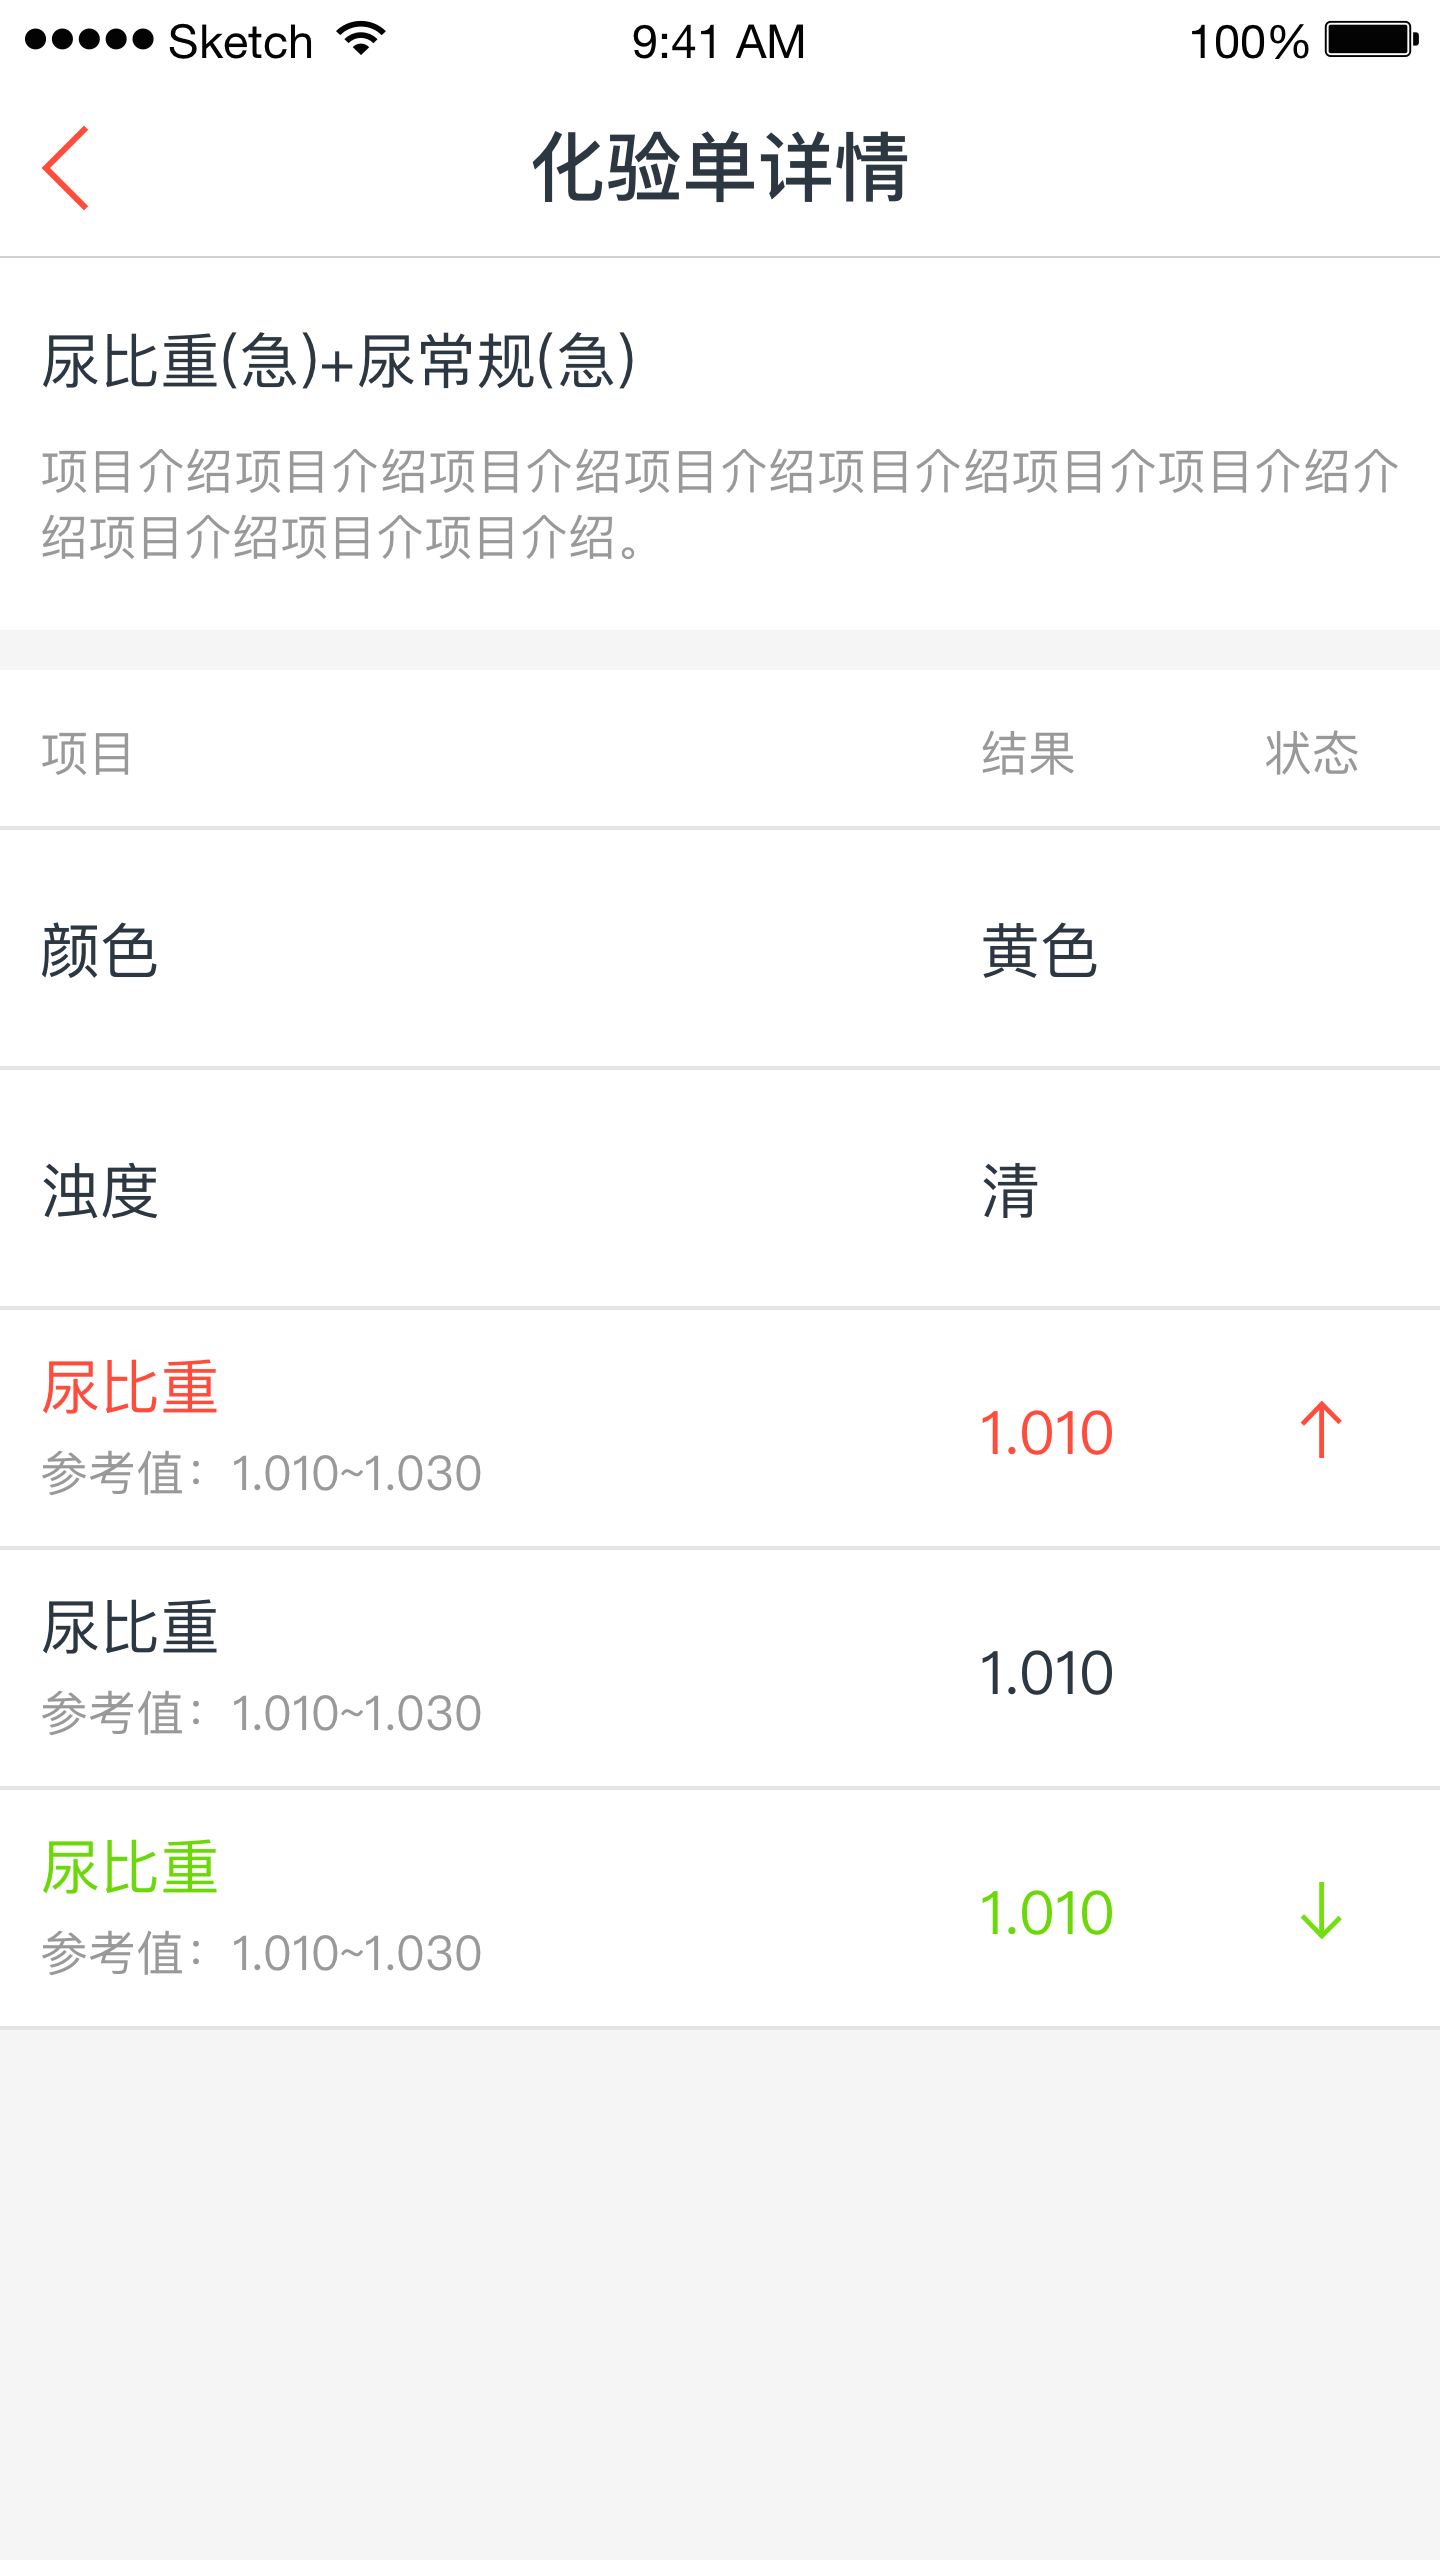 ●●●●● Sketch 9:41 AM 100%
化验单详情
尿比重(急)+尿常规(急)
项目介绍项目介绍项目介绍项目介绍项目介绍项目介项目介绍介
绍项目介绍项目介项目介绍。
项目 结果 状态
颜色 黄色
浊度 清
尿比重
参考值：1.010~1.030 1.010 ↑
尿比重
参考值：1.010~1.030 1.010
尿比重
参考值：1.010~1.030 1.010 ↓